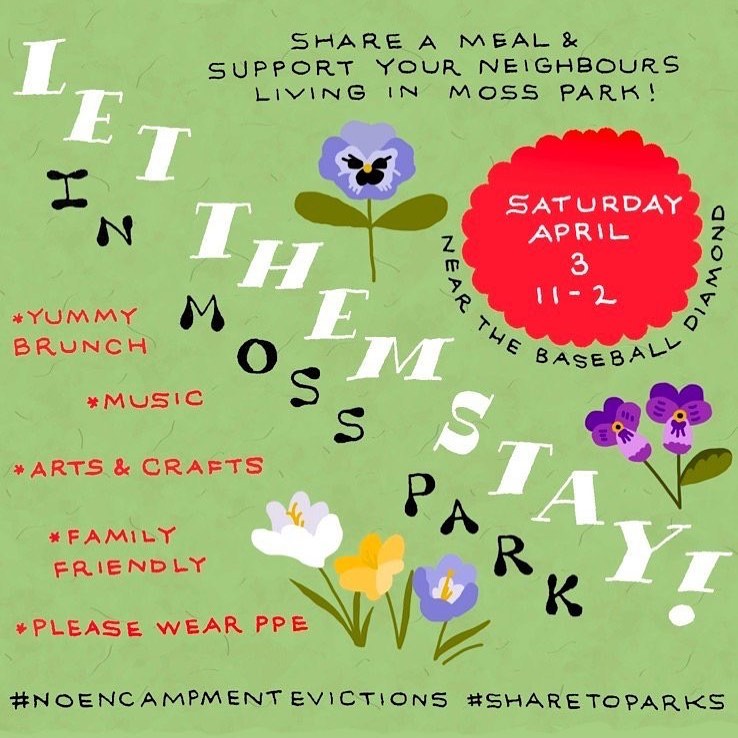 SHARE A MEAL &
SUPPORT YOUR NEIGHBOURS
LIVING IN MOSS PARK!
LET THEM STAY!
IN MOSS PARK
SATURDAY
APRIL
3
11-2
NEAR THE BASEBALL DIAMOND
*YUMMY
BRUNCH
*MUSIC
*ARTS & CRAFTS
*FAMILY
FRIENDLY
*PLEASE WEAR PPE
#NOENCAMPMENTEVICTIONS #SHARETOPARKS